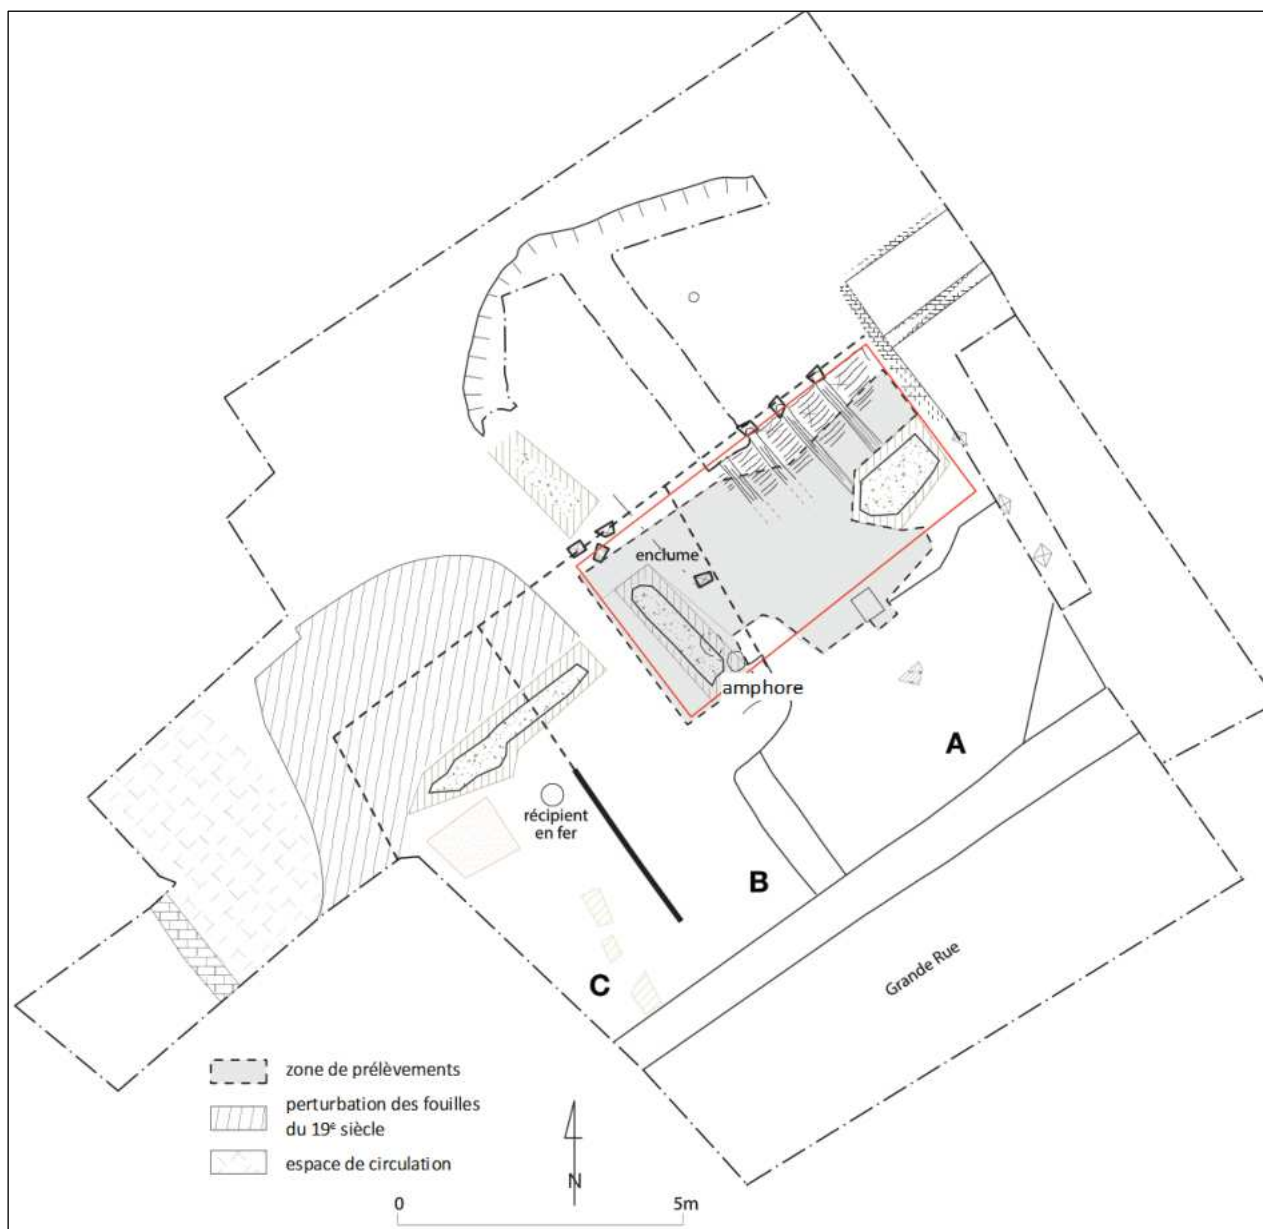 enclume
amphore
A
récipient
en fer
B
C
Grande Rue
zone de prélèvements
perturbation des fouilles
du 19e siècle
espace de circulation
N
0
5m